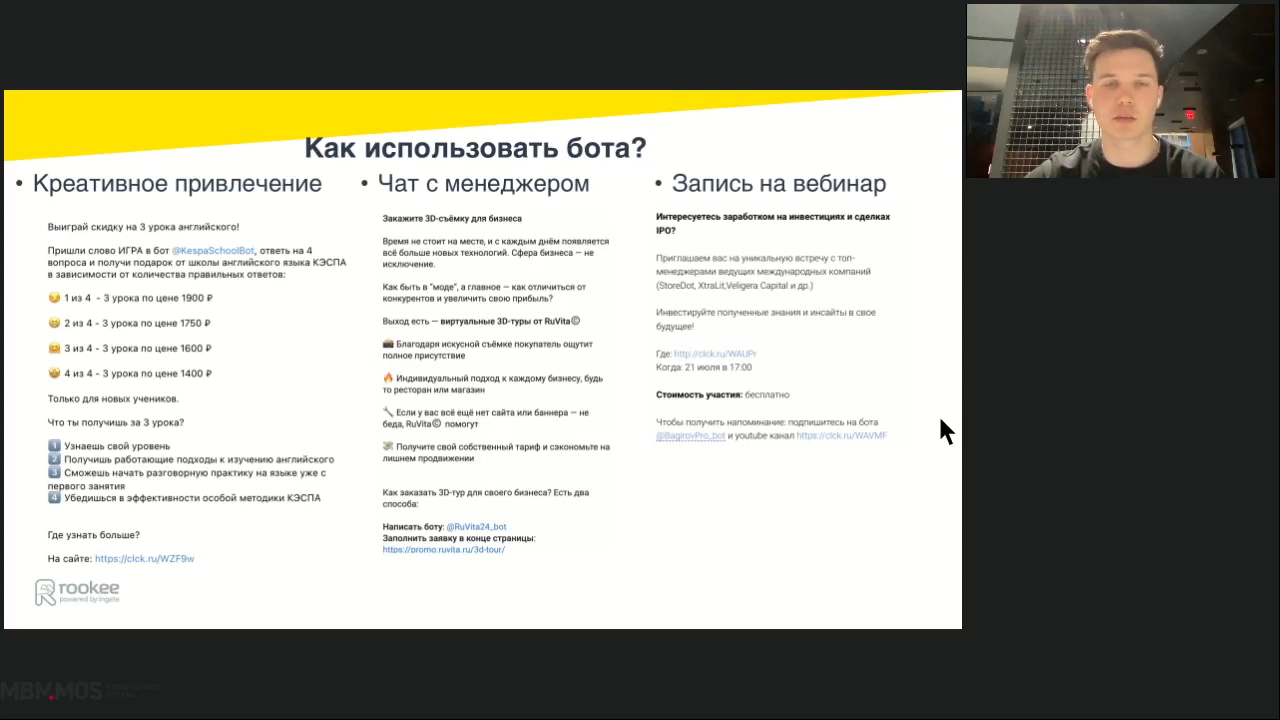 Как использовать бота?
• Креативное привлечение
Выиграй скидку на 3 урока английского!
Пришли слово ИГРА в бот @KespaSchoolBot, ответь на 4
вопроса и получи подарок от школы английского языка КЭСПА
в зависимости от количества правильных ответов:
1 из 4 - 3 урока по цене 1900 ₽
2 из 4 - 3 урока по цене 1750 ₽
3 из 4 - 3 урока по цене 1600 ₽
4 из 4 - 3 урока по цене 1400 ₽
Только для новых учеников.
Что ты получишь за 3 урока?
1 Узнаешь свой уровень
2 Получишь работающие подходы к изучению английского
3 Сможешь начать разговорную практику на языке уже с
первого занятия
4 Убедишься в эффективности особой методики КЭСПА
Где узнать больше?
На сайте: https://clck.ru/WZF9w
• Чат с менеджером
Закажите 3D-съёмку для бизнеса
Время не стоит на месте, и с каждым днём появляется
всё больше новых технологий. Сфера бизнеса — не
исключение.
Как быть в "моде", а главное — как отличиться от
конкурентов и увеличить свою прибыль?
Выход есть — виртуальные 3D-туры от RuVita©
Благодаря искусной съёмке покупатель ощутит
полное присутствие
Индивидуальный подход к каждому бизнесу, будь
то ресторан или магазин
Если у вас всё ещё нет сайта или баннера — не
беда, RuVita© помогут
Получите свой собственный тариф и сэкономьте на
лишнем продвижении
Как заказать 3D-тур для своего бизнеса? Есть два
способа:
Написать боту: @RuVita24_bot
Заполнить заявку в конце страницы:
https://promo.ruvita.ru/3d-tour/
• Запись на вебинар
Интересуетесь заработком на инвестициях и сделках
IPO?
Приглашаем вас на уникальную встречу с топ-
менеджерами ведущих международных компаний
(StoreDot, XtraLit,Veligera Capital и др.)
Инвестируйте полученные знания и инсайты в свое
будущее!
Где: http://clck.ru/WAUPr
Когда: 21 июля в 17:00
Стоимость участия: бесплатно
Чтобы получить напоминание: подпишитесь на бота
@BagirovPro_bot и youtube канал https://clck.ru/WAVMF
rookee
powered by Ingate
MBM.MOS